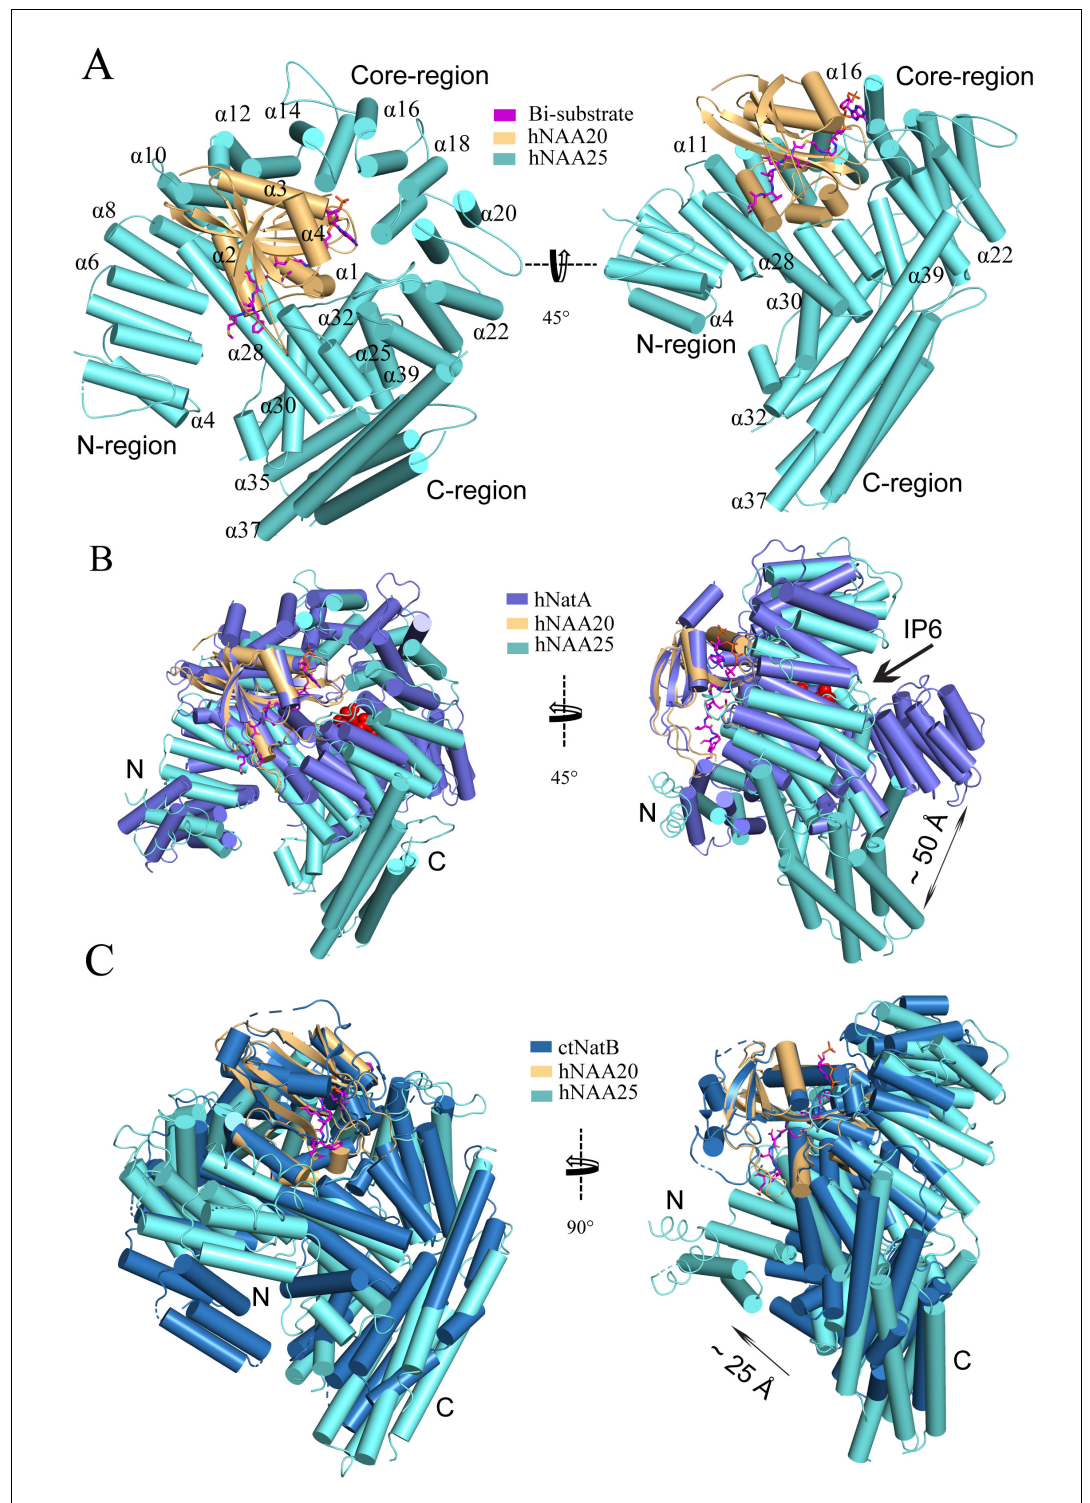 A
Core-region
α12
α14
α16
α18
α10
α3
α8
α4
α20
α2
α6
α1
α32
α22
α28
α25
α39
α30
α4
N-region
α35
C-region
α37
Bi-substrate
hNAA20
hNAA25
45°
α16
Core-region
α11
α28
α39
α22
α30
α4
N-region
α32
C-region
α37
B
hNatA
hNAA20
hNAA25
45°
N
C
IP6
N
~ 50 Å
C
ctNatB
hNAA20
hNAA25
90°
N
C
N
~ 25 Å
C